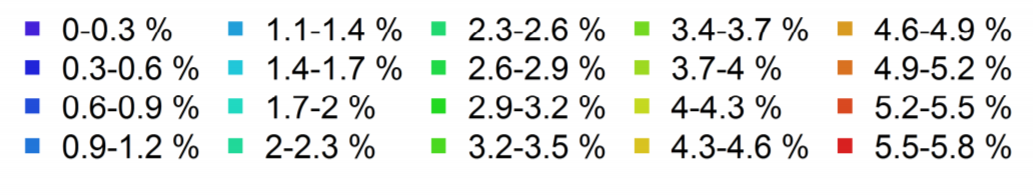 0-0.3 % 1.1-1.4 % 2.3-2.6 % 3.4-3.7 % 4.6-4.9 %
0.3-0.6 % 1.4-1.7 % 2.6-2.9 % 3.7-4 % 4.9-5.2 %
0.6-0.9 % 1.7-2 % 2.9-3.2 % 4-4.3 % 5.2-5.5 %
0.9-1.2 % 2-2.3 % 3.2-3.5 % 4.3-4.6 % 5.5-5.8 %